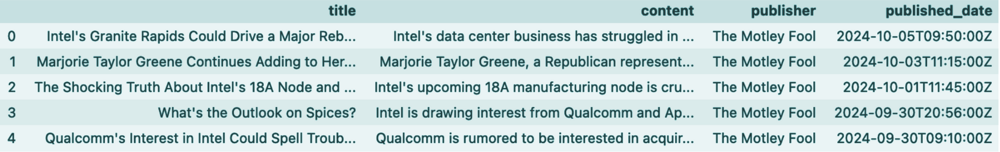 title content publisher published_date
0 Intel's Granite Rapids Could Drive a Major Reb... Intel's data center business has struggled in ... The Motley Fool 2024-10-05T09:50:00Z
1 Marjorie Taylor Greene Continues Adding to Her... Marjorie Taylor Greene, a Republican represent... The Motley Fool 2024-10-03T11:15:00Z
2 The Shocking Truth About Intel's 18A Node and ... Intel's upcoming 18A manufacturing node is cru... The Motley Fool 2024-10-01T11:45:00Z
3 What's the Outlook on Spices? Intel is drawing interest from Qualcomm and Ap... The Motley Fool 2024-09-30T20:56:00Z
4 Qualcomm's Interest in Intel Could Spell Troub... Qualcomm is rumored to be interested in acquir... The Motley Fool 2024-09-30T09:10:00Z